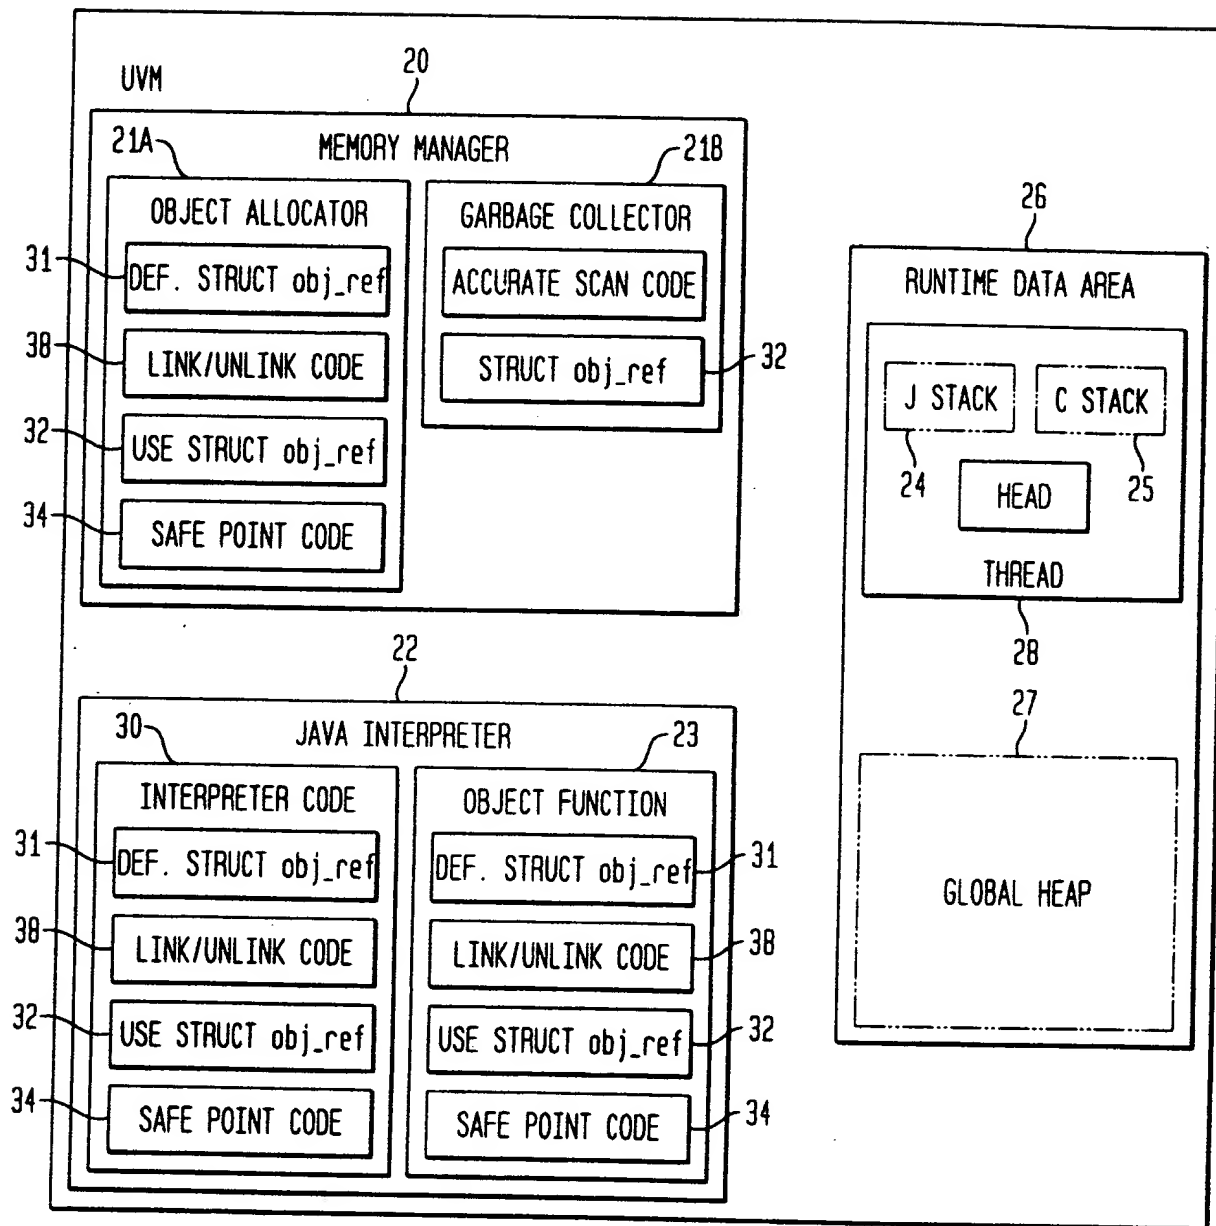 UVM
20
MEMORY MANAGER
21A
21B
OBJECT ALLOCATOR
31
DEF. STRUCT obj_ref
38
LINK/UNLINK CODE
32
USE STRUCT obj_ref
34
SAFE POINT CODE
GARBAGE COLLECTOR
ACCURATE SCAN CODE
STRUCT obj_ref
32
26
RUNTIME DATA AREA
J STACK
C STACK
24
25
HEAD
THREAD
28
27
GLOBAL HEAP
22
JAVA INTERPRETER
30
23
INTERPRETER CODE
31
DEF. STRUCT obj_ref
38
LINK/UNLINK CODE
32
USE STRUCT obj_ref
34
SAFE POINT CODE
OBJECT FUNCTION
DEF. STRUCT obj_ref
31
LINK/UNLINK CODE
38
USE STRUCT obj_ref
32
SAFE POINT CODE
34